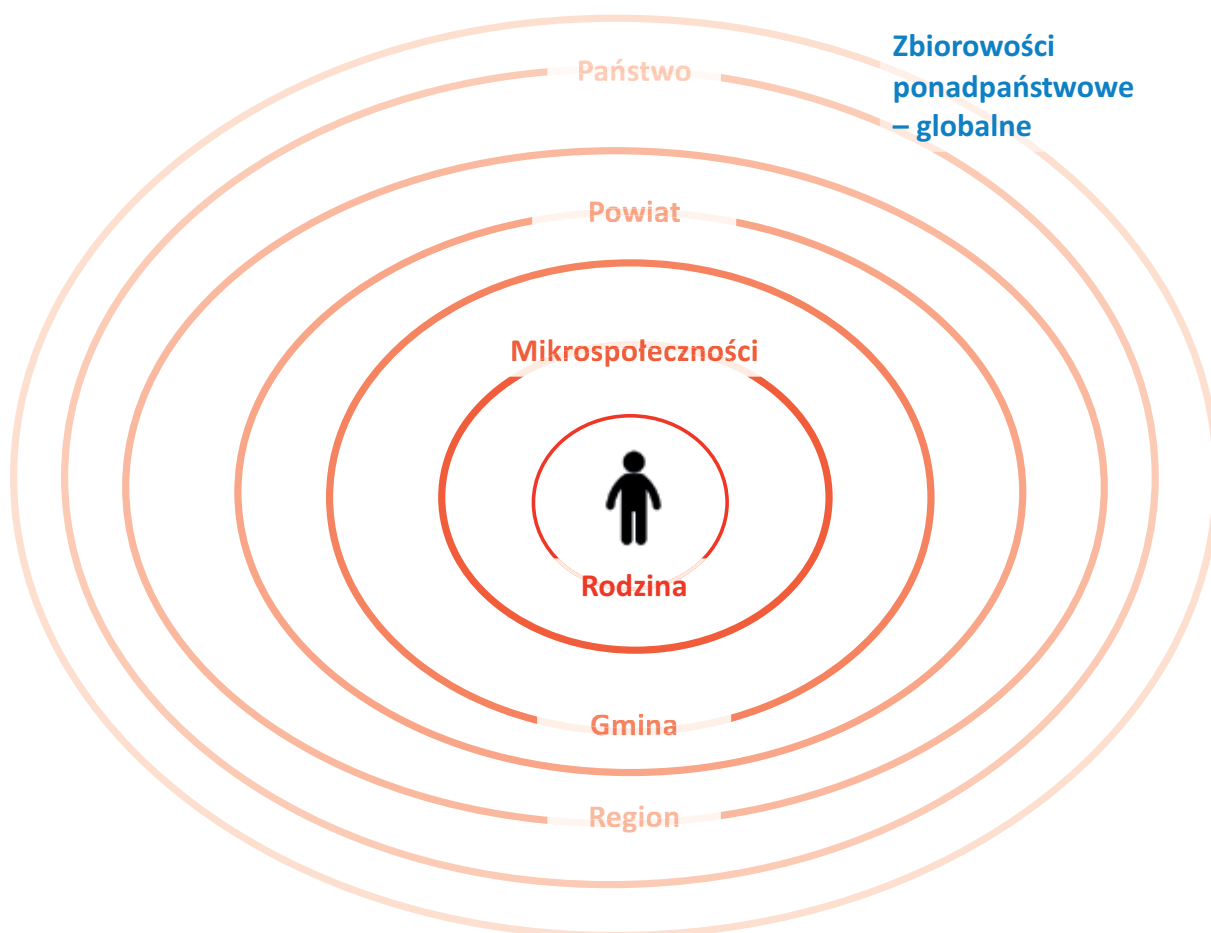 Zbiorowości
ponadpaństwowe
– globalne
Państwo
Powiat
Mikrospołeczności
Rodzina
Gmina
Region